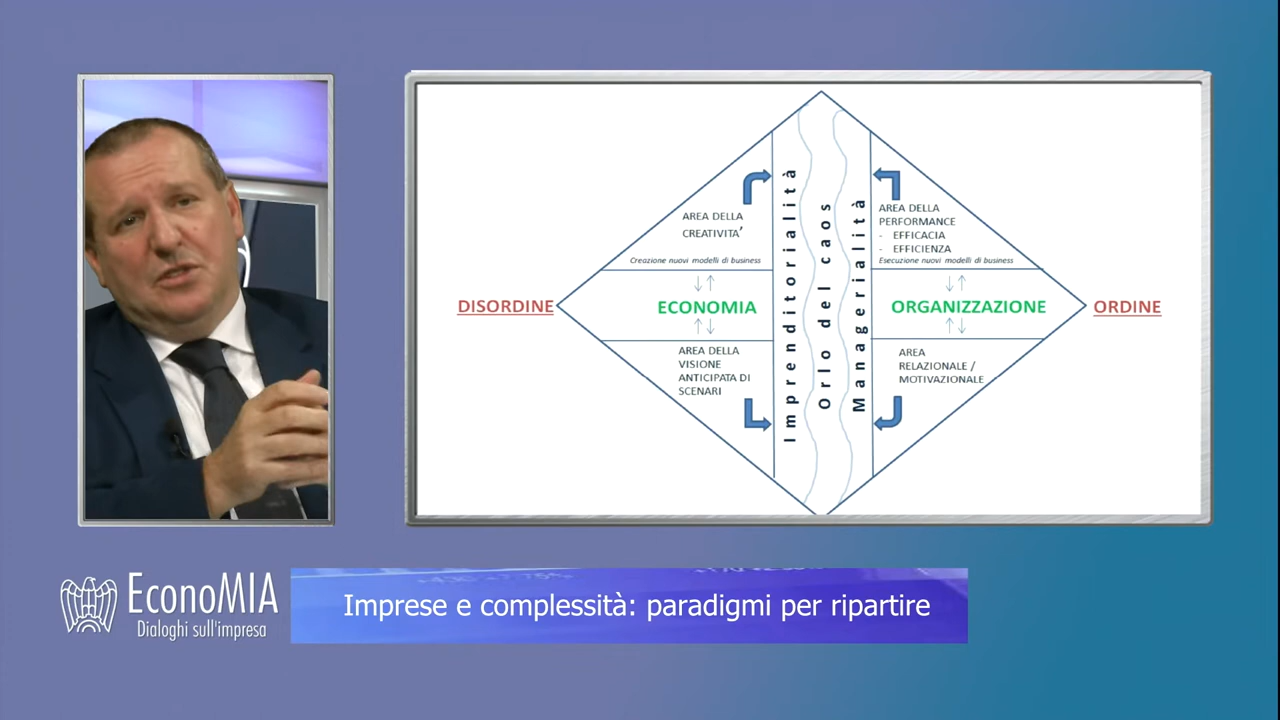 AREA DELLA
CREATIVITA’
Creazione nuovi modelli di business
DISORDINE
ECONOMIA
AREA DELLA
VISIONE
ANTICIPATA DI
SCENARI
Imprenditorialità
Orlo del caos
Managerialità
AREA DELLA
PERFORMANCE
- EFFICACIA
- EFFICIENZA
Esecuzione nuovi modelli di business
ORGANIZZAZIONE
ORDINE
AREA
RELAZIONALE /
MOTIVAZIONALE
EconoMIA
Dialoghi sull'impresa
Imprese e complessità: paradigmi per ripartire